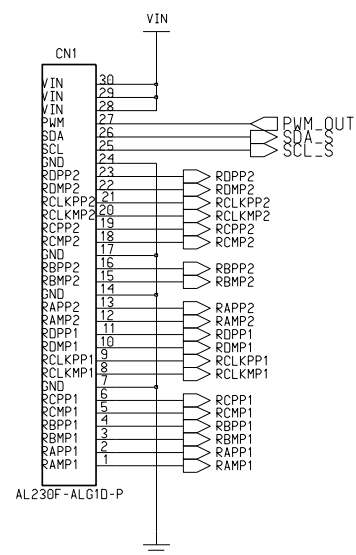 VIN
CN1
VIN 30
VIN 29
VIN 28
PWM 27 PWM_OUT
SDA 26 SDA_S
SCL 25 SCL_S
GND 24
RDPP2 23 RDPP2
RDMP2 22 RDMP2
RCLKPP2 21 RCLKPP2
RCLKMP2 20 RCLKMP2
RCPP2 19 RCPP2
RCMP2 18 RCMP2
GND 17
RBPP2 16 RBPP2
RBMP2 15 RBMP2
GND 14
RAPP2 13 RAPP2
RAMP2 12 RAMP2
RDPP1 11 RDPP1
RDMP1 10 RDMP1
RCLKPP1 9 RCLKPP1
RCLKMP1 8 RCLKMP1
GND 7
RCPP1 6 RCPP1
RCMP1 5 RCMP1
RBPP1 4 RBPP1
RBMP1 3 RBMP1
RAPP1 2 RAPP1
RAMP1 1 RAMP1
AL230F-ALG1D-P